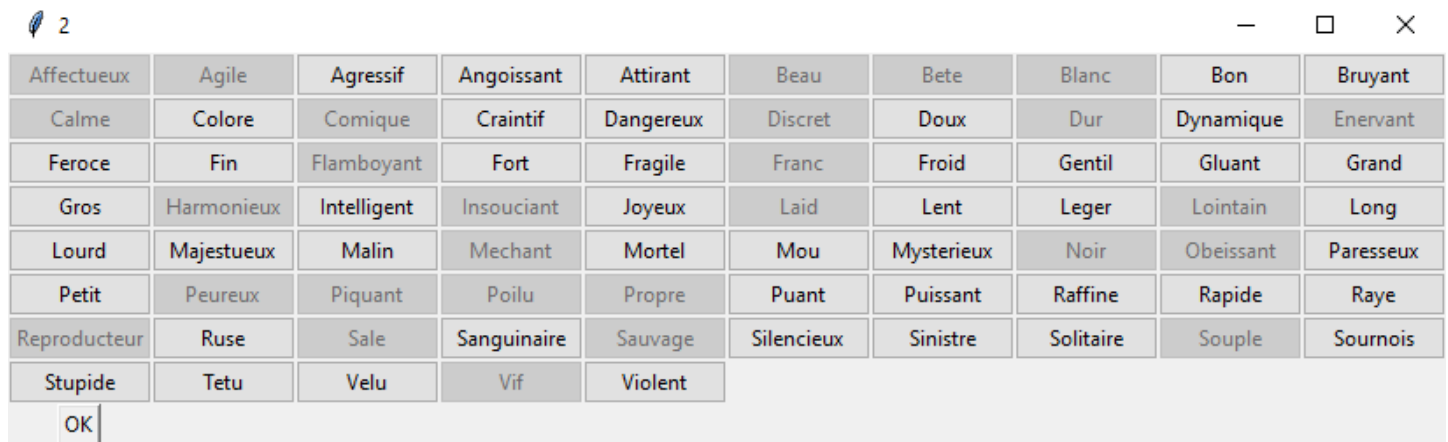 2
Affectueux Agile Agressif Angoissant Attirant Beau Bete Blanc Bon Bruyant
Calme Colore Comique Craintif Dangereux Discret Doux Dur Dynamique Enervant
Feroce Fin Flamboyant Fort Fragile Franc Froid Gentil Gluant Grand
Gros Harmonieux Intelligent Insouciant Joyeux Laid Lent Leger Lointain Long
Lourd Majestueux Malin Mechant Mortel Mou Mysterieux Noir Obeissant Paresseux
Petit Peureux Piquant Poilu Propre Puant Puissant Raffine Rapide Raye
Reproducteur Ruse Sale Sanguinaire Sauvage Silencieux Sinistre Solitaire Souple Sournois
Stupide Tetu Velu Vif Violent
OK